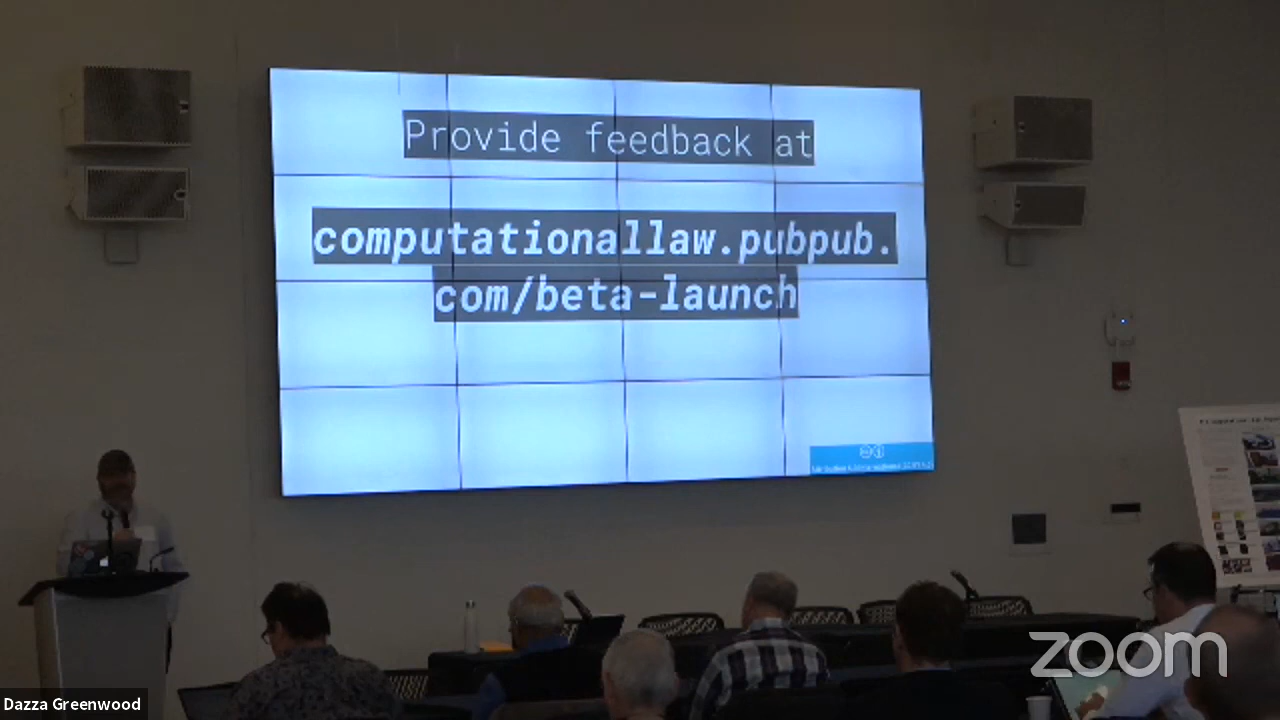 Provide feedback at
computationallaw.pubpub.
com/beta-launch
zoom
Dazza Greenwood